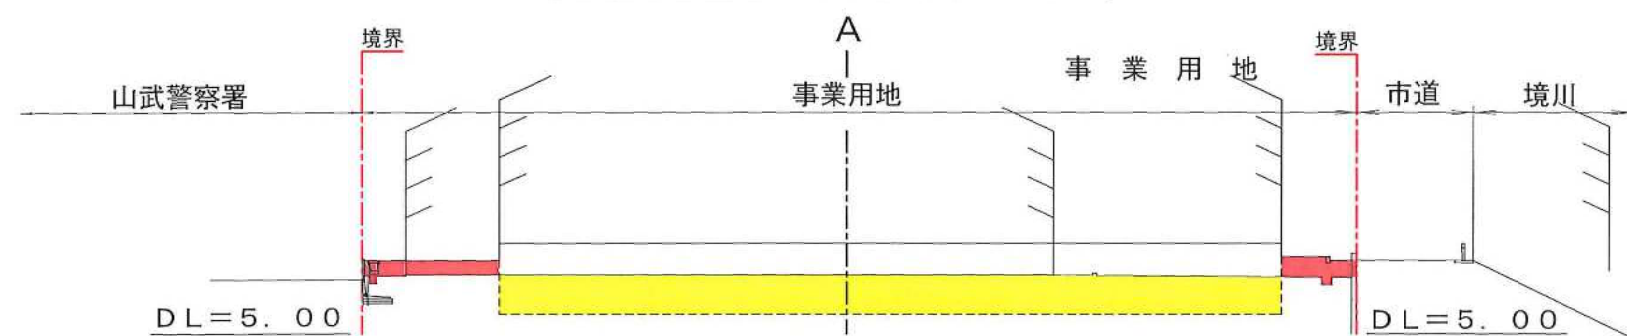 A
境界
境界
事業用地
山武警察署
事業用地
市道
境川
DL=5.00
DL=5.00